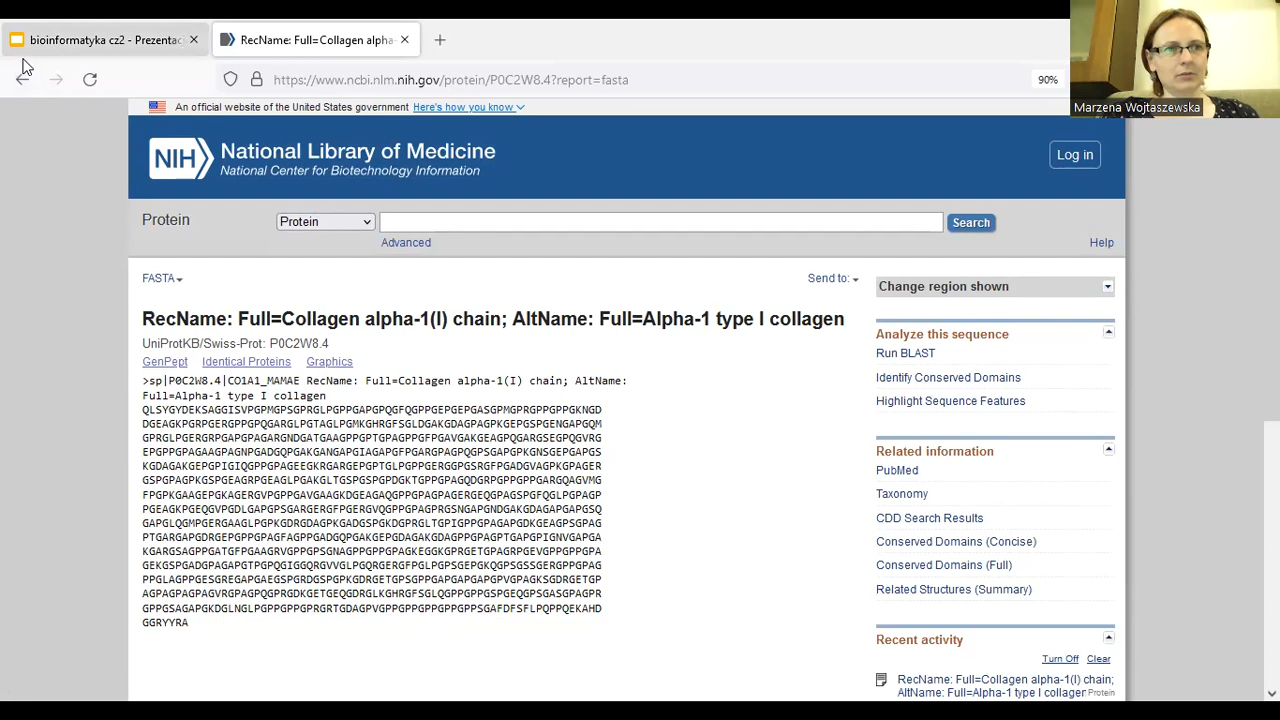 bioinformatyka cz2 - Prezentac
RecName: Full=Collagen alpha-
https://www.ncbi.nlm.nih.gov/protein/P0C2W8.4?report=fasta
90%
Marzena Wojtaszewska
An official website of the United States government Here's how you know
NIH
National Library of Medicine
National Center for Biotechnology Information
Log in
Protein
Protein
Search
Advanced
Help
FASTA
Send to:
RecName: Full=Collagen alpha-1(I) chain; AltName: Full=Alpha-1 type I collagen
UniProtKB/Swiss-Prot: P0C2W8.4
GenPept Identical Proteins Graphics
>sp|P0C2W8.4|CO1A1_MAMAE RecName: Full=Collagen alpha-1(I) chain; AltName:
Full=Alpha-1 type I collagen
QLSYGYDEKSAGGISVPGPMGPSGPRGLPGPPGAPGPQGFQGPPGEPGEPGASGPMGPRGPPGPPGKNGD
DGEAGKPGRPGERGPPGPQGARGLPGTAGLPGMKGHRGFSGLDGAKGDAGPAGPKGEPGSPGENGAPGQM
GPRGLPGERGRPGAPGPAGARGNDGATGAAGPPGPTGPAGPPGFPGAVGAKGEAGPQGARGSEGPQGVRG
EPGPPGPAGAAGPAGNPGADGQPGAKGANGAPGIAGAPGFPGARGPAGPQGPSGAPGPKGNSGEPGAPGS
KGDAGAKGEPGPIGIQGPPGPAGEEGKRGARGEPGPTGLPGPPGERGGPGSRGFPGADGVAGPKGPAGER
GSPGPAGPKGSPGEAGRPGEAGLPGAKGLTGSPGSPGPDGKTGPPGPAGQDGRPGPPGPPGARGQAGVMG
FPGPKGAAGEPGKAGERGVPGPPGAVGAAGKDGEAGAQGPPGPAGPAGERGEQGPAGSPGFQGLPGPAGP
PGEAGKPGEQGVPGDLGAPGPSGARGERGFPGERGVQGPPGPAGPRGSNGAPGNDGAKGDAGAPGAPGSQ
GAPGLQGMPGERGAAGLPGPKGDRGDAGPKGADGSPGKDGPRGLTGPIGPPGPAGAPGDKGEAGPSGPAG
PTGARGAPGDRGEPGPPGPAGFAGPPGADGQPGAKGEPGDAGAKGDAGPPGPAGPTGAPGPIGNVGAPGA
KGARGSAGPPGATGFPGAAGRVGPPGPSGNAGPPGPPGPAGKEGGKGPRGETGPAGRPGEVGPPGPPGPA
GEKGSPGADGPAGAPGTPGPQGIGGQRGVVGLPGQRGERGFPGLPGPSGEPGKQGPSGSSGERGPPGPAG
PPGLAGPPGESGREGAPGAEGSPGRDGSPGPKGDRGETGPSGPPGAPGAPGAPGPVGPAGKSGDRGETGP
AGPAGPAGPAGVRGPAGPQGPRGDKGETGEQGDRGLKGHRGFSGLQGPPGPPGSPGEQGPSGASGPAGPR
GPPGSAGAPGKDGLNGLPGPPGPPGPRGRTGDAGPVGPPGPPGPPGPPGPPSGAFDFSFLPQPPQEKAHD
GGRYYRA
Change region shown
Analyze this sequence
Run BLAST
Identify Conserved Domains
Highlight Sequence Features
Related information
PubMed
Taxonomy
CDD Search Results
Conserved Domains (Concise)
Conserved Domains (Full)
Related Structures (Summary)
Recent activity
Turn Off Clear
RecName: Full=Collagen alpha-1(I) chain;
AltName: Full=Alpha-1 type I collager Protein